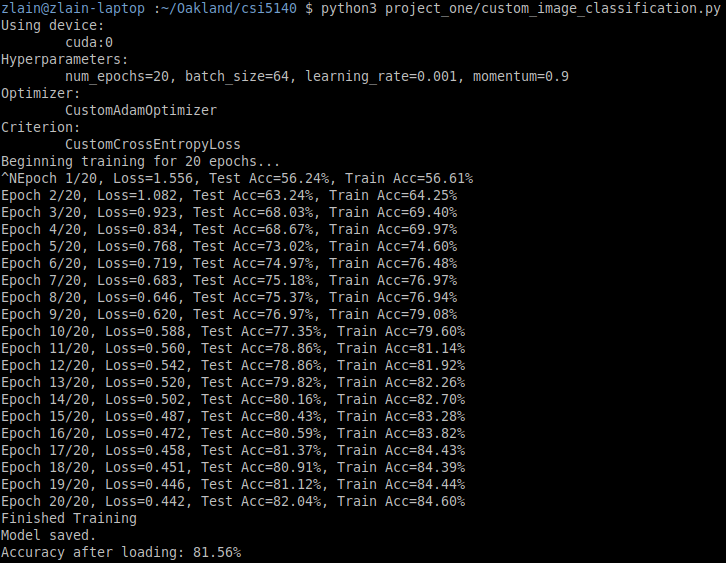 zlain@zlain-laptop :~/Oakland/csi5140 $ python3 project_one/custom_image_classification.py
Using device:
cuda:0
Hyperparameters:
num_epochs=20, batch_size=64, learning_rate=0.001, momentum=0.9
Optimizer:
CustomAdamOptimizer
Criterion:
CustomCrossEntropyLoss
Beginning training for 20 epochs...
^NEpoch 1/20, Loss=1.556, Test Acc=56.24%, Train Acc=56.61%
Epoch 2/20, Loss=1.082, Test Acc=63.24%, Train Acc=64.25%
Epoch 3/20, Loss=0.923, Test Acc=68.03%, Train Acc=69.40%
Epoch 4/20, Loss=0.834, Test Acc=68.67%, Train Acc=69.97%
Epoch 5/20, Loss=0.768, Test Acc=73.02%, Train Acc=74.60%
Epoch 6/20, Loss=0.719, Test Acc=74.97%, Train Acc=76.48%
Epoch 7/20, Loss=0.683, Test Acc=75.18%, Train Acc=76.97%
Epoch 8/20, Loss=0.646, Test Acc=75.37%, Train Acc=76.94%
Epoch 9/20, Loss=0.620, Test Acc=76.97%, Train Acc=79.08%
Epoch 10/20, Loss=0.588, Test Acc=77.35%, Train Acc=79.60%
Epoch 11/20, Loss=0.560, Test Acc=78.86%, Train Acc=81.14%
Epoch 12/20, Loss=0.542, Test Acc=78.86%, Train Acc=81.92%
Epoch 13/20, Loss=0.520, Test Acc=79.82%, Train Acc=82.26%
Epoch 14/20, Loss=0.502, Test Acc=80.16%, Train Acc=82.70%
Epoch 15/20, Loss=0.487, Test Acc=80.43%, Train Acc=83.28%
Epoch 16/20, Loss=0.472, Test Acc=80.59%, Train Acc=83.82%
Epoch 17/20, Loss=0.458, Test Acc=81.37%, Train Acc=84.43%
Epoch 18/20, Loss=0.451, Test Acc=80.91%, Train Acc=84.39%
Epoch 19/20, Loss=0.446, Test Acc=81.12%, Train Acc=84.44%
Epoch 20/20, Loss=0.442, Test Acc=82.04%, Train Acc=84.60%
Finished Training
Model saved.
Accuracy after loading: 81.56%